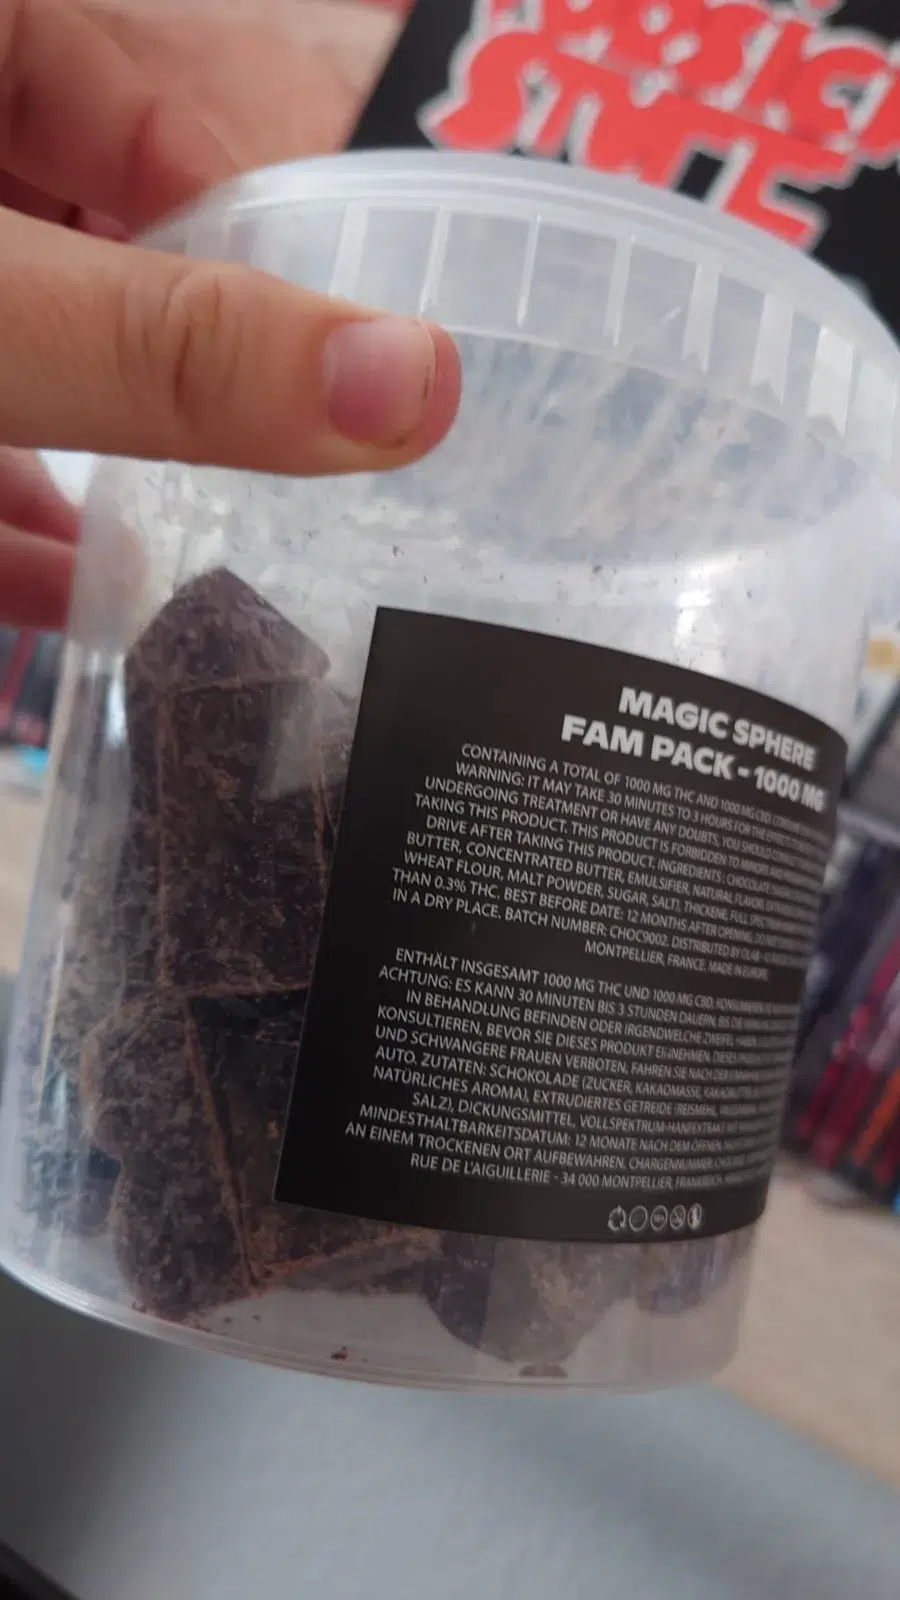 STUFF
MAGIC SPHERE
FAM PACK - 1000 MG
CONTAINING A TOTAL OF 1000 MG THC AND 1000 MG CBD.
WARNING: IT MAY TAKE 30 MINUTES TO 3 HOURS FOR THE EFFECTS
UNDERGOING TREATMENT OR HAVE ANY DOUBTS, YOU SHOULD CONSULT
TAKING THIS PRODUCT. THIS PRODUCT IS FORBIDDEN TO MINORS AND
DRIVE AFTER TAKING THIS PRODUCT. INGREDIENTS: CHOCOLATE
BUTTER, CONCENTRATED BUTTER, EMULSIFIER, NATURAL FLAVOR),
WHEAT FLOUR, MALT POWDER, SUGAR, SALT), THICKENE, FULL
THAN 0.3% THC. BEST BEFORE DATE: 12 MONTHS AFTER OPENING.
IN A DRY PLACE. BATCH NUMBER: CHOC9002. DISTRIBUTED BY
MONTPELLIER, FRANCE. MADE IN EUROPE
ENTHÄLT INSGESAMT 1000 MG THC UND 1000 MG CBD.
ACHTUNG: ES KANN 30 MINUTEN BIS 3 STUNDEN DAUERN, BIS DIE
IN BEHANDLUNG BEFINDEN ODER IRGENDWELCHE ZWEIFEL
KONSULTIEREN, BEVOR SIE DIESES PRODUKT EINNEHMEN.
UND SCHWANGERE FRAUEN VERBOTEN. FAHREN SIE NACH DER
AUTO. ZUTATEN: SCHOKOLADE (ZUCKER, KAKAOMASSE, KAKAOBUTTER,
NATÜRLICHES AROMA), EXTRUDIERTES GETREIDE (REISMEHL,
SALZ), DICKUNGSMITTEL, VOLLSPEKTRUM-HANFEXTRAKT
MINDESTHALTBARKEITSDATUM: 12 MONATE NACH DEM ÖFFNEN.
AN EINEM TROCKENEN ORT AUFBEWAHREN. CHARGENNUMMER
RUE DE L'AIGUILLERIE - 34 000 MONTPELLIER, FRANKREICH.